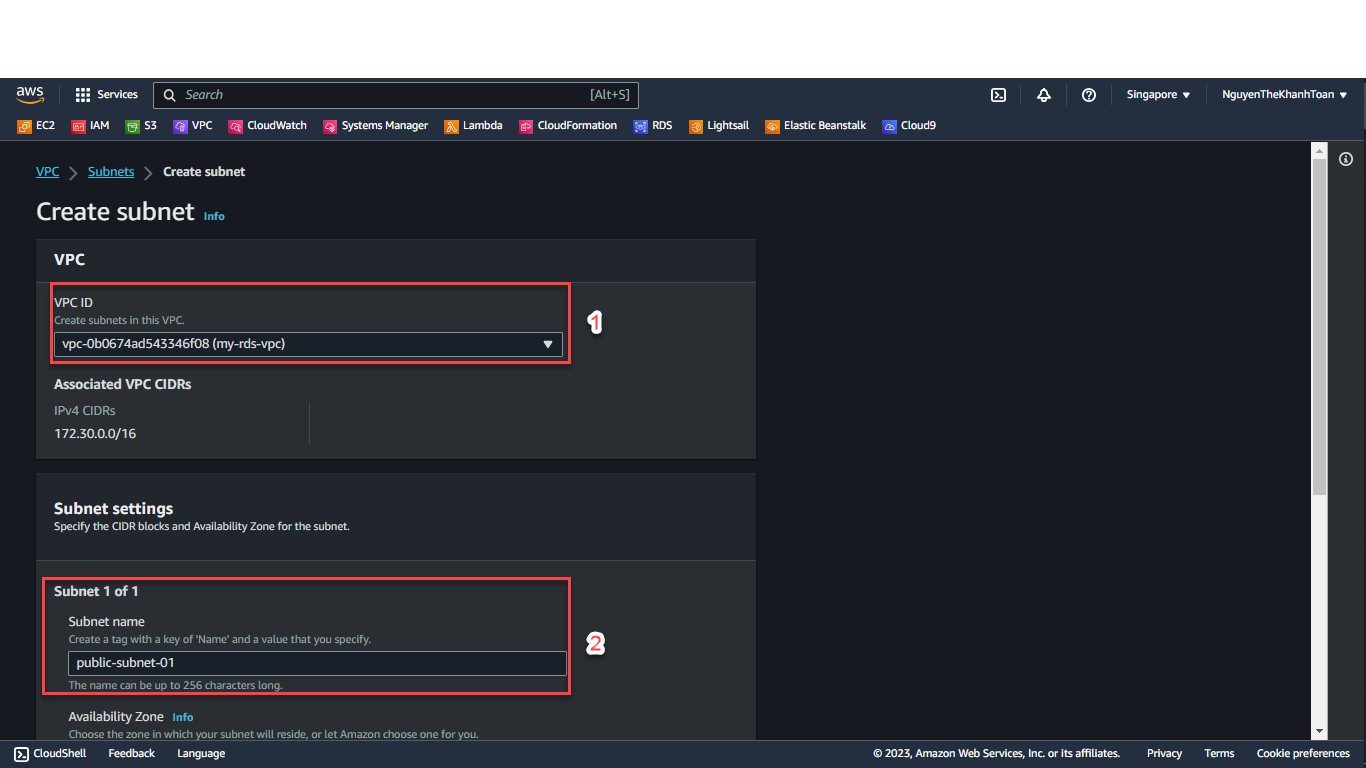 aws Services Search [Alt+S] Singapore NguyenTheKhanhToan
EC2 IAM S3 VPC CloudWatch Systems Manager Lambda CloudFormation RDS Lightsail Elastic Beanstalk Cloud9
VPC Subnets Create subnet
Create subnet Info
VPC
VPC ID
Create subnets in this VPC.
1
vpc-0b0674ad543346f08 (my-rds-vpc)
Associated VPC CIDRs
IPv4 CIDRs
172.30.0.0/16
Subnet settings
Specify the CIDR blocks and Availability Zone for the subnet.
Subnet 1 of 1
Subnet name
Create a tag with a key of 'Name' and a value that you specify.
2
public-subnet-01
The name can be up to 256 characters long.
Availability Zone Info
Choose the zone in which your subnet will reside, or let Amazon choose one for you.
CloudShell Feedback Language © 2023, Amazon Web Services, Inc. or its affiliates. Privacy Terms Cookie preferences